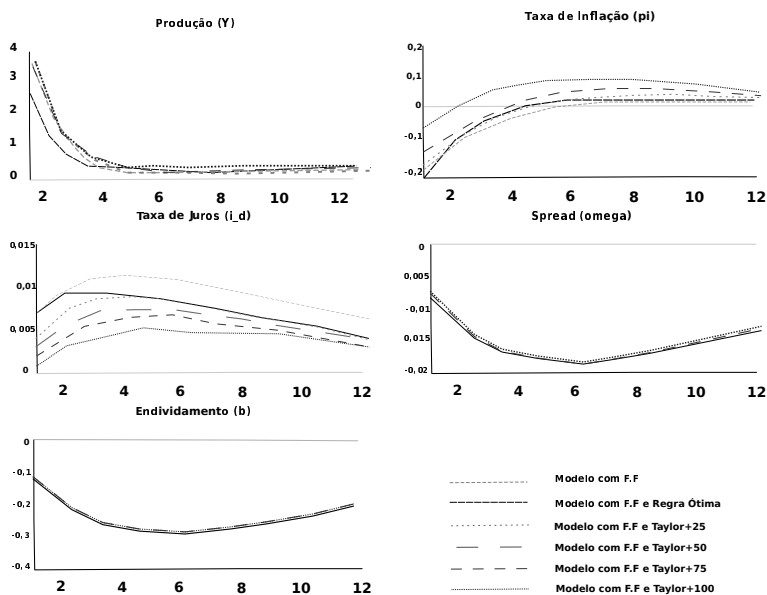 Produção (Y)
4
3
2
1
0
2 4 6 8 10 12
Taxa de Inflação (pi)
0,2
0,1
0
-0,1
-0,2
2 4 6 8 10 12
Taxa de Juros (i_d)
0,015
0,01
0,005
0
2 4 6 8 10 12
Spread (omega)
0
0,005
-0,01
0,015
-0,02
2 4 6 8 10 12
Endividamento (b)
0
-0,1
-0,2
-0,3
-0,4
2 4 6 8 10 12
Modelo com F.F
Modelo com F.F e Regra Ótima
Modelo com F.F e Taylor+25
Modelo com F.F e Taylor+50
Modelo com F.F e Taylor+75
Modelo com F.F e Taylor+100